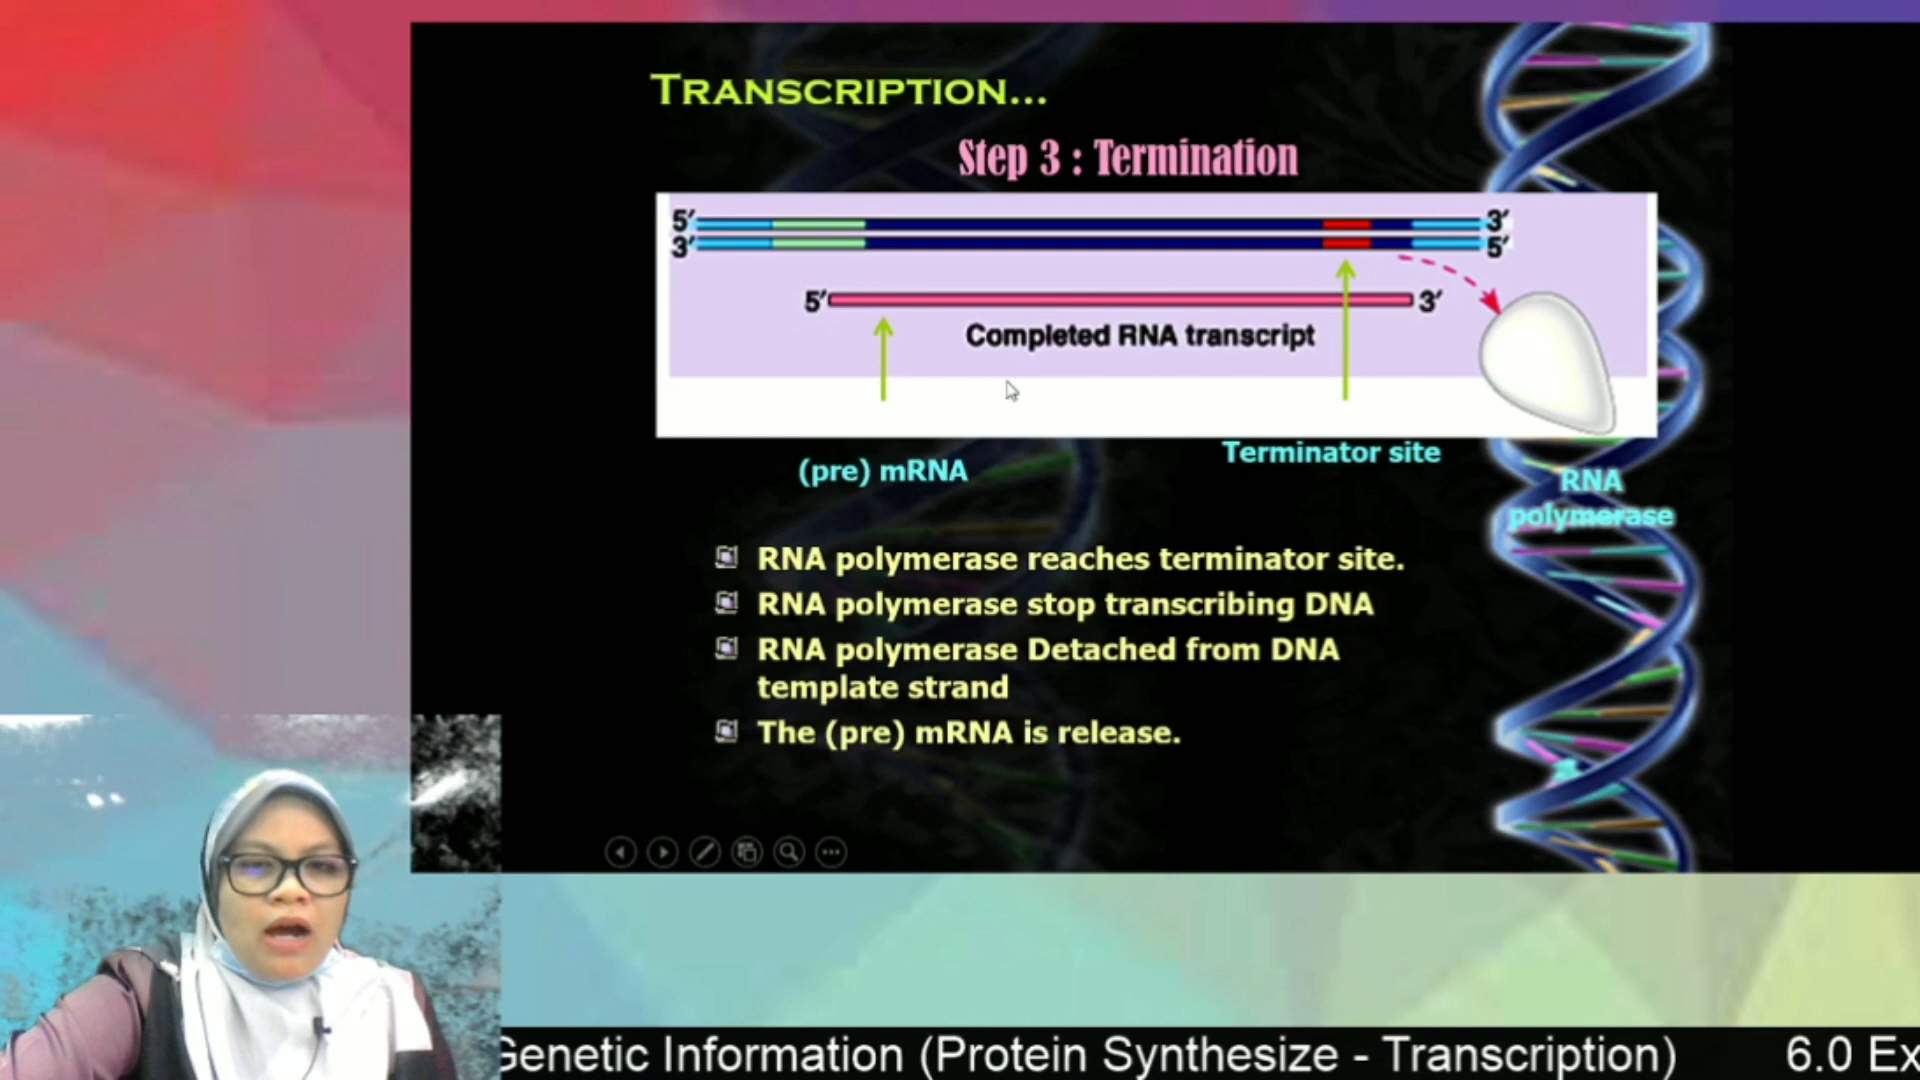 TRANSCRIPTION...
Step 3 : Termination
5′ 3′
3′ 5′
5′ 3′
Completed RNA transcript
(pre) mRNA
Terminator site
RNA
polymerase
RNA polymerase reaches terminator site.
RNA polymerase stop transcribing DNA
RNA polymerase Detached from DNA
template strand
The (pre) mRNA is release.
Genetic Information (Protein Synthesize - Transcription) 6.0 Ex